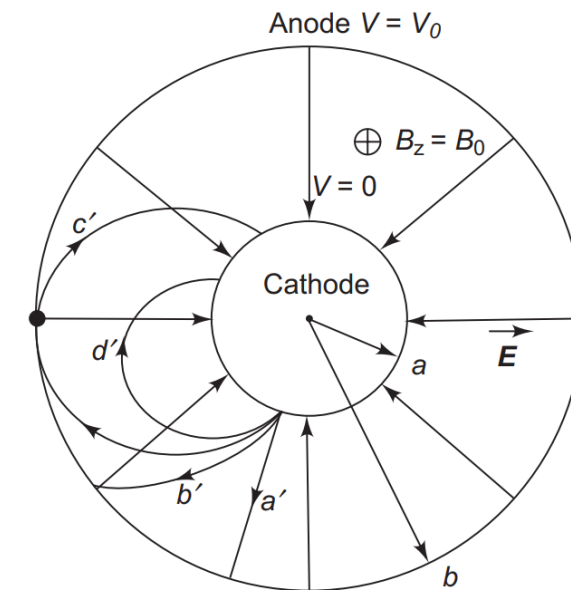 Anode V = V₀
⊕ B_z = B₀
V = 0
c′
Cathode
d′
a
E
b′
a′
b